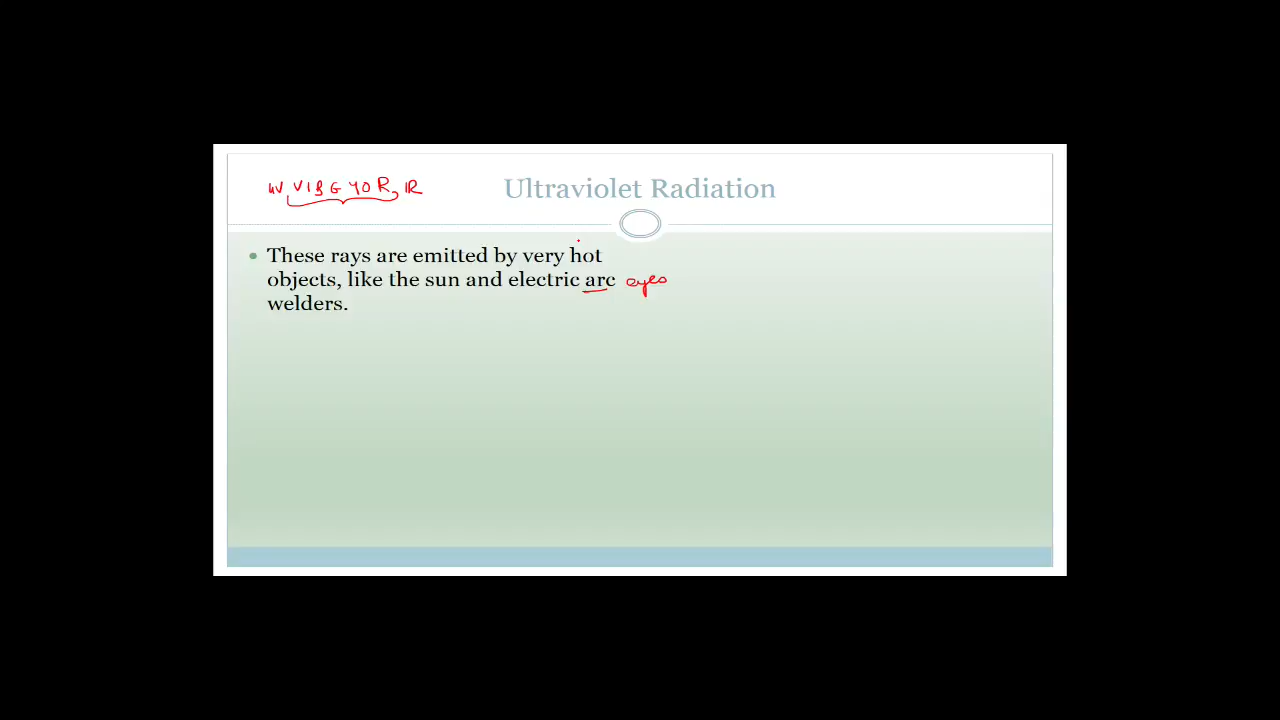 UV VIBGYOR IR
Ultraviolet Radiation
These rays are emitted by very hot
objects, like the sun and electric arc eyes
welders.